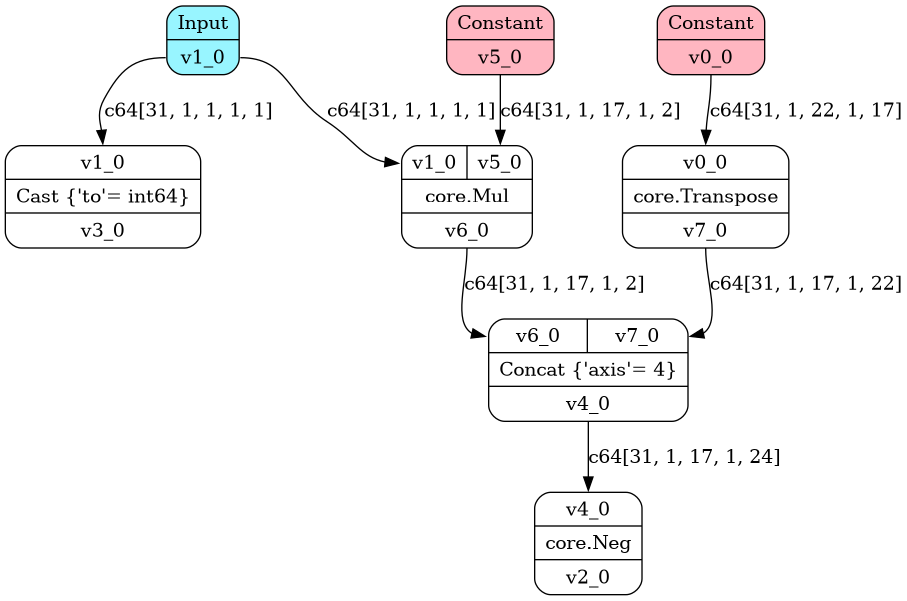 Input
v1_0
Constant
v5_0
Constant
v0_0
c64[31, 1, 1, 1, 1]
c64[31, 1, 1, 1, 1]
c64[31, 1, 17, 1, 2]
c64[31, 1, 22, 1, 17]
v1_0
Cast {'to'= int64}
v3_0
v1_0 v5_0
core.Mul
v6_0
v0_0
core.Transpose
v7_0
c64[31, 1, 17, 1, 2]
c64[31, 1, 17, 1, 22]
v6_0 v7_0
Concat {'axis'= 4}
v4_0
c64[31, 1, 17, 1, 24]
v4_0
core.Neg
v2_0